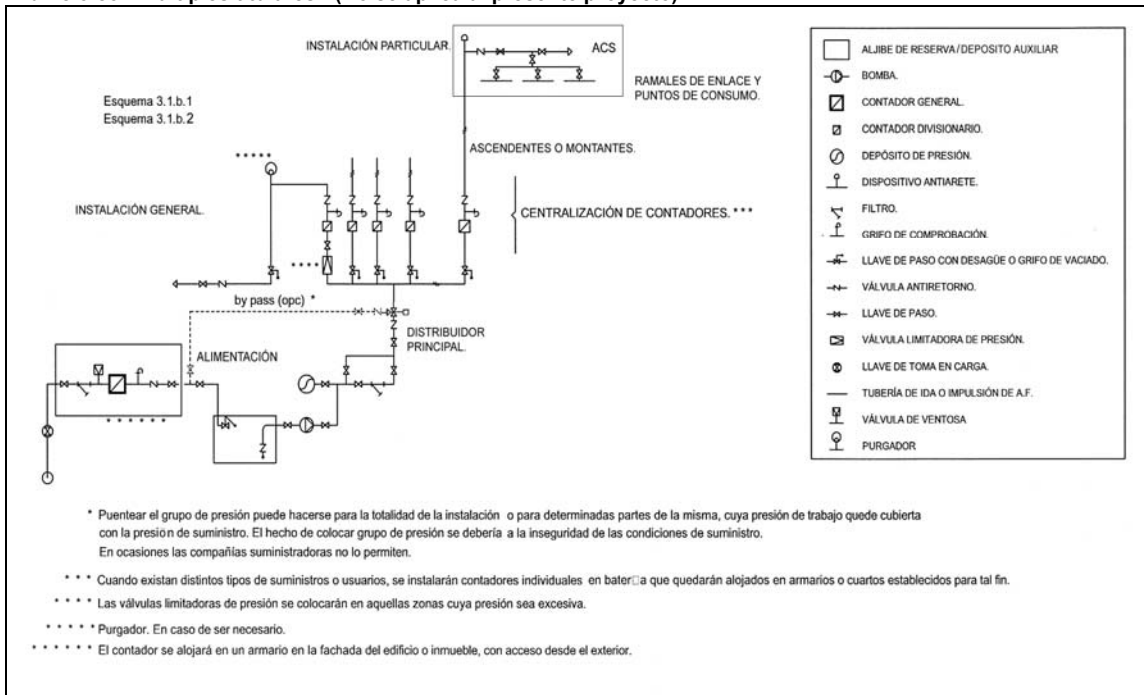 INSTALACIÓN PARTICULAR.
ACS
RAMALES DE ENLACE Y
PUNTOS DE CONSUMO.
Esquema 3.1.b.1
Esquema 3.1.b.2
ASCENDENTES O MONTANTES.
* * * * *
INSTALACIÓN GENERAL.
CENTRALIZACIÓN DE CONTADORES. * * *
* * * *
by pass (opc) *
DISTRIBUIDOR
PRINCIPAL.
ALIMENTACIÓN
* * * * * *
ALJIBE DE RESERVA/DEPOSITO AUXILIAR
BOMBA.
CONTADOR GENERAL.
CONTADOR DIVISIONARIO.
DEPÓSITO DE PRESIÓN.
DISPOSITIVO ANTIARETE.
FILTRO.
GRIFO DE COMPROBACIÓN.
LLAVE DE PASO CON DESAGÜE O GRIFO DE VACIADO.
VÁLVULA ANTIRETORNO.
LLAVE DE PASO.
VÁLVULA LIMITADORA DE PRESIÓN.
LLAVE DE TOMA EN CARGA.
TUBERÍA DE IDA O IMPULSIÓN DE A.F.
VÁLVULA DE VENTOSA
PURGADOR
* Puentear el grupo de presión puede hacerse para la totalidad de la instalación o para determinadas partes de la misma, cuya presión de trabajo quede cubierta
con la presión de suministro. El hecho de colocar grupo de presión se debería a la inseguridad de las condiciones de suministro.
En ocasiones las compañías suministradoras no lo permiten.
* * * Cuando existan distintos tipos de suministros o usuarios, se instalarán contadores individuales en bater□a que quedarán alojados en armarios o cuartos establecidos para tal fin.
* * * * Las válvulas limitadoras de presión se colocarán en aquellas zonas cuya presión sea excesiva.
* * * * * Purgador. En caso de ser necesario.
* * * * * * El contador se alojará en un armario en la fachada del edificio o inmueble, con acceso desde el exterior.